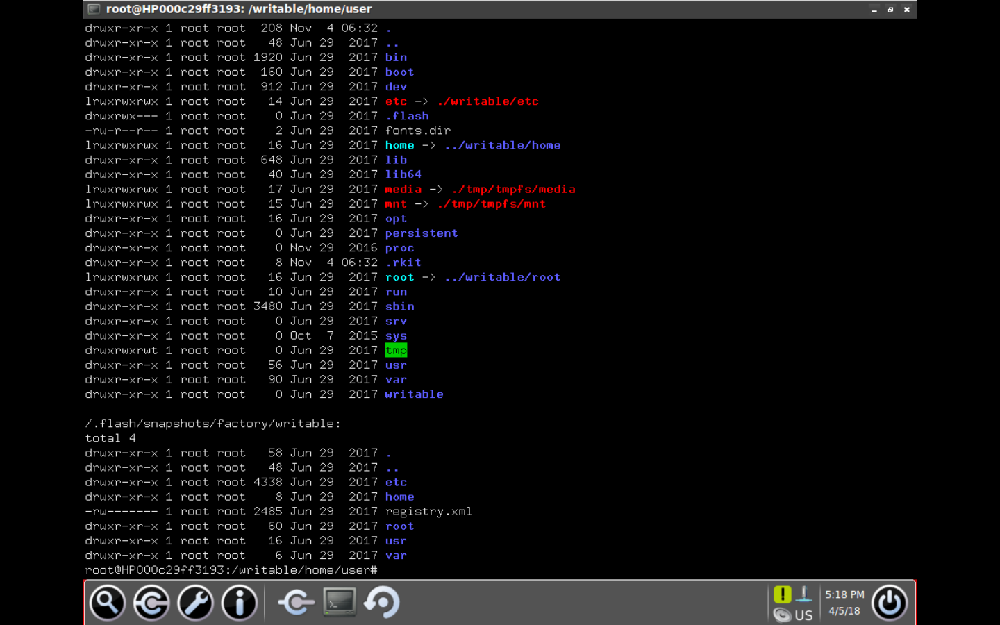 root@HP000c29ff3193: /writable/home/user
drwxr-xr-x 1 root root  208 Nov  4 06:32 .
drwxr-xr-x 1 root root   48 Jun 29  2017 ..
drwxr-xr-x 1 root root 1920 Jun 29  2017 bin
drwxr-xr-x 1 root root  160 Jun 29  2017 boot
drwxr-xr-x 1 root root  912 Jun 29  2017 dev
lrwxrwxrwx 1 root root   14 Jun 29  2017 etc -> ./writable/etc
drwxrwx--- 1 root root    0 Jun 29  2017 .flash
-rw-r--r-- 1 root root    2 Jun 29  2017 fonts.dir
lrwxrwxrwx 1 root root   16 Jun 29  2017 home -> ../writable/home
drwxr-xr-x 1 root root  648 Jun 29  2017 lib
drwxr-xr-x 1 root root   40 Jun 29  2017 lib64
lrwxrwxrwx 1 root root   17 Jun 29  2017 media -> ./tmp/tmpfs/media
lrwxrwxrwx 1 root root   15 Jun 29  2017 mnt -> ./tmp/tmpfs/mnt
drwxr-xr-x 1 root root   16 Jun 29  2017 opt
drwxr-xr-x 1 root root    0 Jun 29  2017 persistent
drwxr-xr-x 1 root root    0 Nov 29  2016 proc
drwxr-xr-x 1 root root    8 Nov  4 06:32 .rkit
lrwxrwxrwx 1 root root   16 Jun 29  2017 root -> ../writable/root
drwxr-xr-x 1 root root   10 Jun 29  2017 run
drwxr-xr-x 1 root root 3480 Jun 29  2017 sbin
drwxr-xr-x 1 root root    0 Jun 29  2017 srv
drwxr-xr-x 1 root root    0 Oct  7  2015 sys
drwxrwxrwt 1 root root    0 Jun 29  2017 tmp
drwxr-xr-x 1 root root   56 Jun 29  2017 usr
drwxr-xr-x 1 root root   90 Jun 29  2017 var
drwxr-xr-x 1 root root    0 Jun 29  2017 writable
/.flash/snapshots/factory/writable:
total 4
drwxr-xr-x 1 root root   58 Jun 29  2017 .
drwxr-xr-x 1 root root   48 Jun 29  2017 ..
drwxr-xr-x 1 root root 4338 Jun 29  2017 etc
drwxr-xr-x 1 root root    8 Jun 29  2017 home
-rw------- 1 root root 2485 Jun 29  2017 registry.xml
drwxr-xr-x 1 root root   60 Jun 29  2017 root
drwxr-xr-x 1 root root   16 Jun 29  2017 usr
drwxr-xr-x 1 root root    6 Jun 29  2017 var
root@HP000c29ff3193:/writable/home/user#
5:18 PM
4/5/18
US